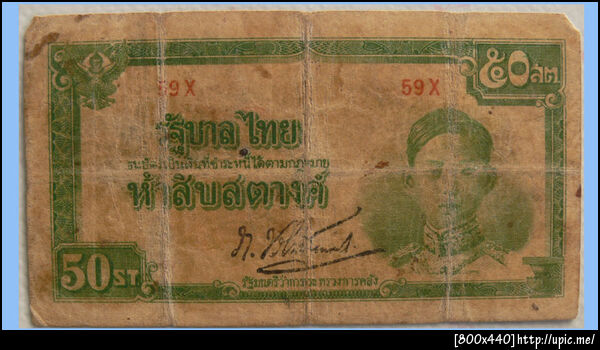 ๕๐ สต
59 X 59 X
รัฐบาลไทย
ธนบัตร์เป็นเงินที่ชำระหนี้ได้ตามกฎหมาย
ห้าสิบสตางค์
50 ST
รัฐมนตรีว่าการกระทรวงการคลัง
[800x440] http://upic.me/